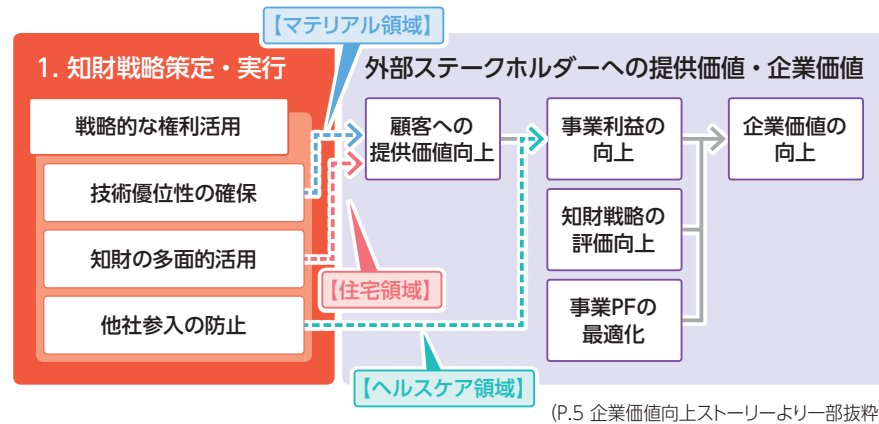 【マテリアル領域】
1. 知財戦略策定・実行
外部ステークホルダーへの提供価値・企業価値
戦略的な権利活用
技術優位性の確保
知財の多面的活用
他社参入の防止
顧客への
提供価値向上
事業利益の
向上
企業価値の
向上
知財戦略の
評価向上
事業PFの
最適化
【住宅領域】
【ヘルスケア領域】
(P.5 企業価値向上ストーリーより一部抜粋